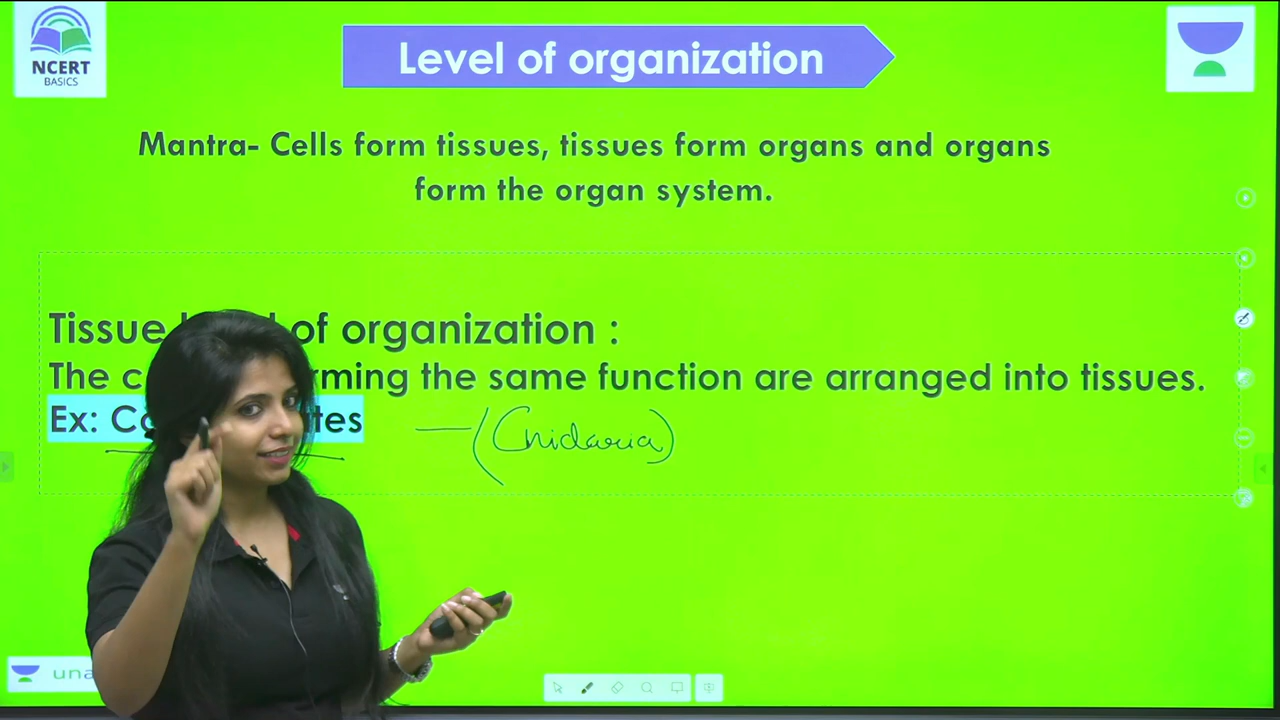 NCERT
BASICS
Level of organization
Mantra- Cells form tissues, tissues form organs and organs
form the organ system.
Tissue of organization :
The rming the same function are arranged into tissues.
Ex: tes
(Cnidaria)
una